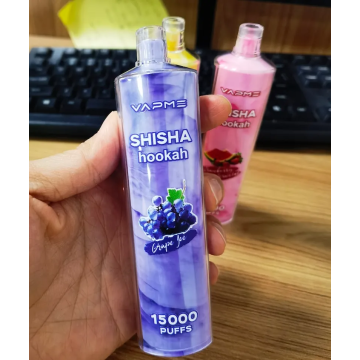 VAPME
SHISHA
hookah
Grape Ice
15000
PUFFS
VAPME
SHISHA
hookah